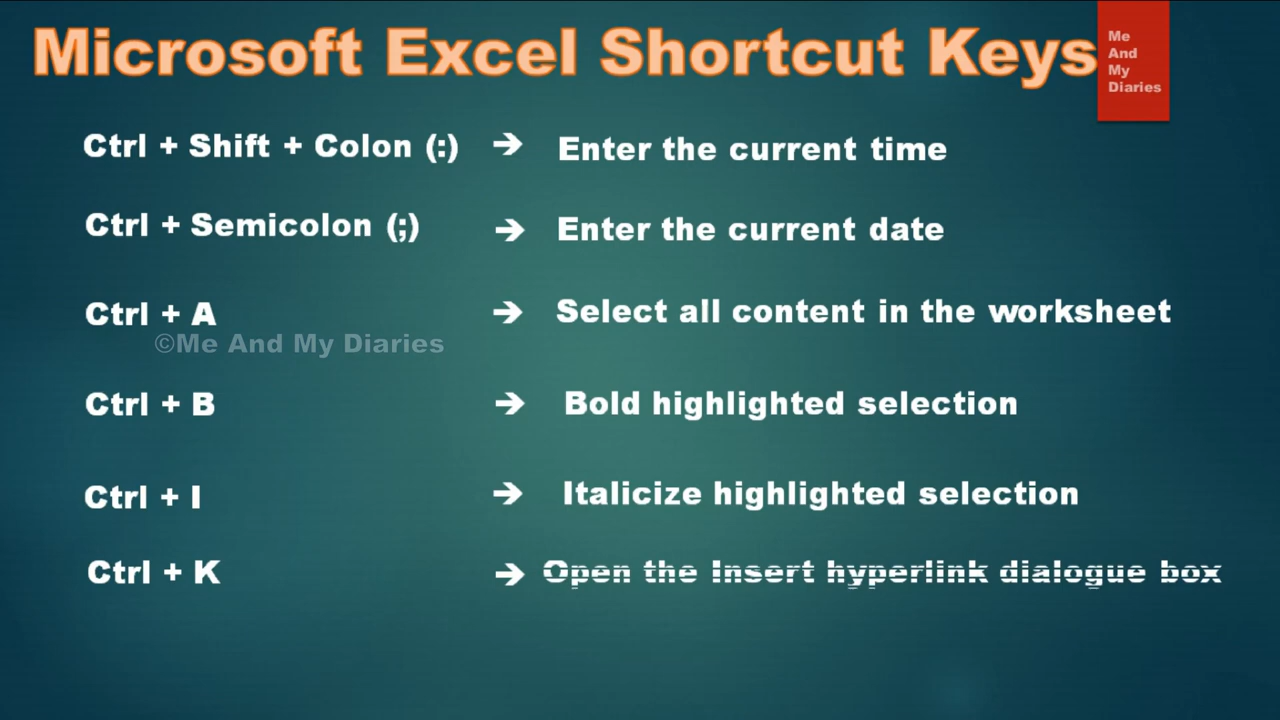 Microsoft Excel Shortcut Keys
Me
And
My
Diaries
Ctrl + Shift + Colon (:) → Enter the current time
Ctrl + Semicolon (;) → Enter the current date
Ctrl + A → Select all content in the worksheet
©Me And My Diaries
Ctrl + B → Bold highlighted selection
Ctrl + I → Italicize highlighted selection
Ctrl + K → Open the Insert hyperlink dialogue box